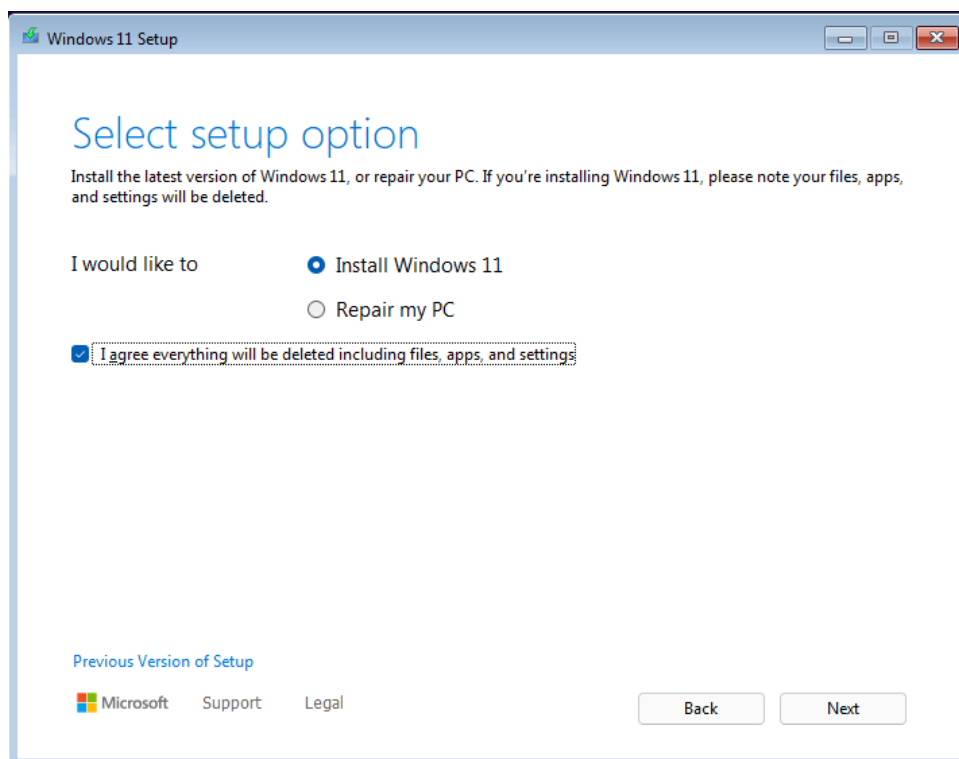 Windows 11 Setup
Select setup option
Install the latest version of Windows 11, or repair your PC. If you're installing Windows 11, please note your files, apps,
and settings will be deleted.
I would like to
Install Windows 11
Repair my PC
I agree everything will be deleted including files, apps, and settings
Previous Version of Setup
Microsoft Support Legal
Back Next